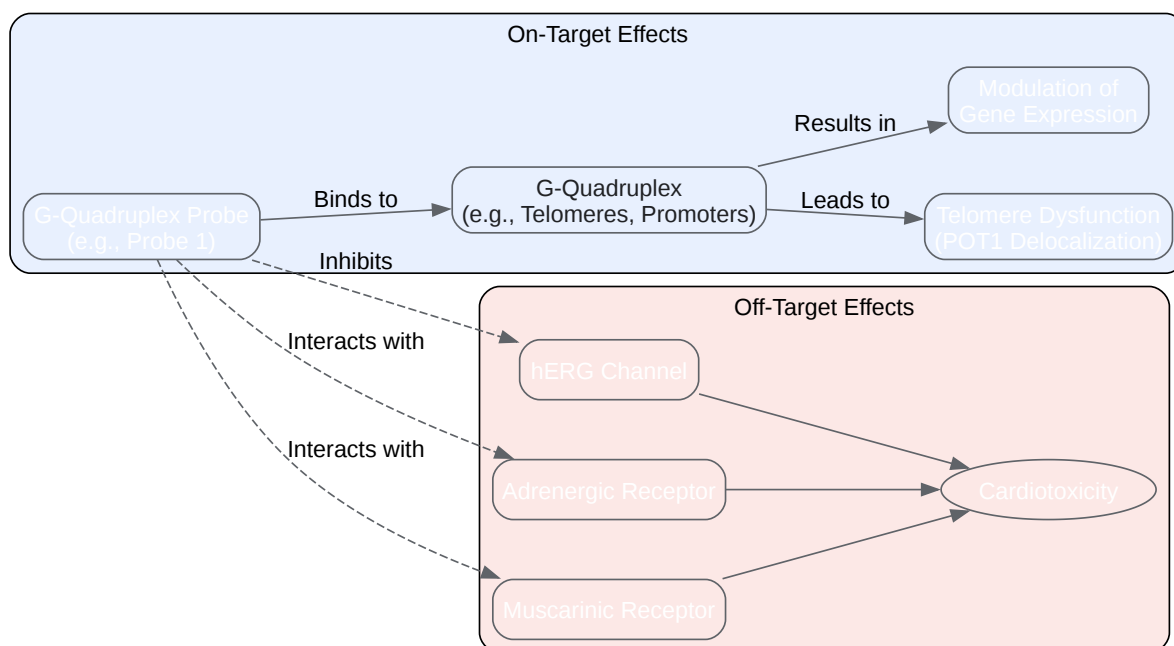 On-Target Effects
Modulation of
Gene Expression
Results in
G-Quadruplex
(e.g., Telomeres, Promoters)
Binds to
Leads to
G-Quadruplex Probe
(e.g., Probe 1)
Telomere Dysfunction
(POT1 Delocalization)
Inhibits
Off-Target Effects
Interacts with
hERG Channel
Interacts with
Adrenergic Receptor
Cardiotoxicity
Muscarinic Receptor